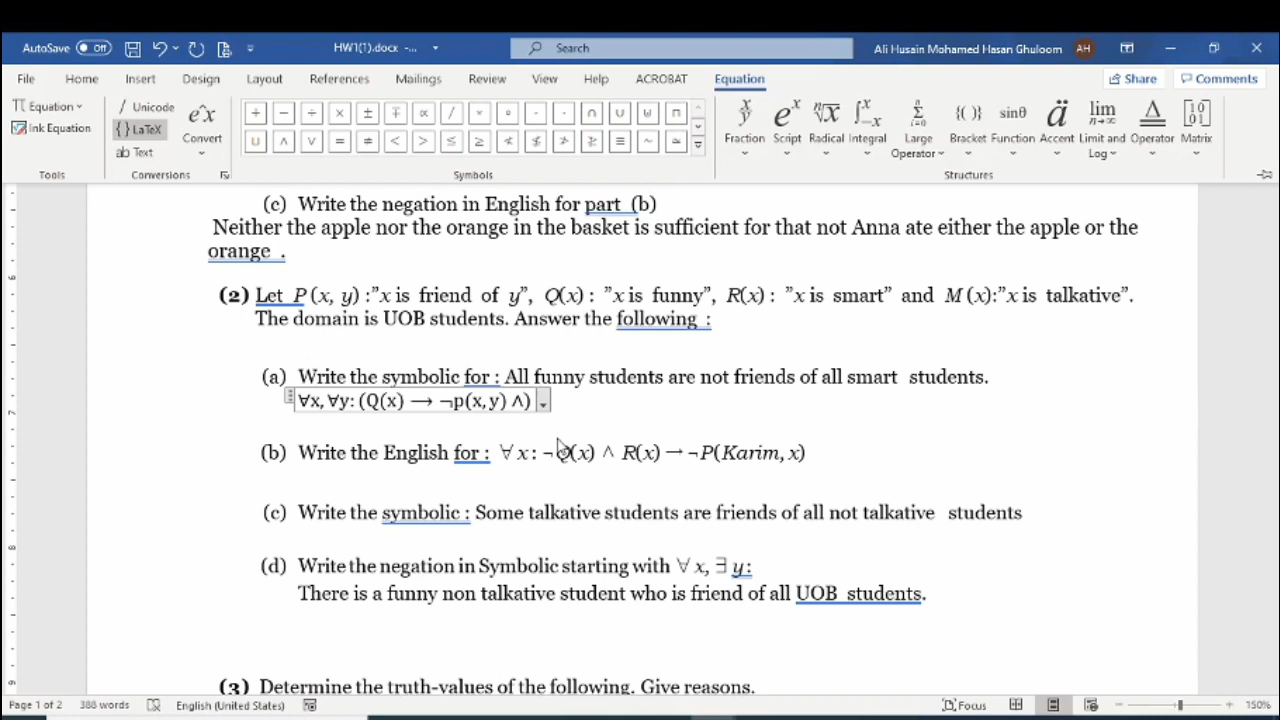 AutoSave Off HW1(1).docx -... Search Ali Husain Mohamed Hasan Ghuloom AH
File Home Insert Design Layout References Mailings Review View Help ACROBAT Equation Share Comments
π Equation Unicode + − ÷ × ± ∓ ∝ / ∩ ∪ ⊎ ⊓
Ink Equation { } LaTeX Convert Fraction Script Radical Integral Large Operator Bracket Function Accent Limit and Log Operator Matrix
ab Text ⊔ ∧ ∨ = ≠ < > ≤ ≥ ≡ ~ ≃
Tools Conversions Symbols Structures
(c) Write the negation in English for part (b)
Neither the apple nor the orange in the basket is sufficient for that not Anna ate either the apple or the
orange .
(2) Let P(x, y) :”x is friend of y”, Q(x) : ”x is funny”, R(x) : ”x is smart” and M(x):”x is talkative”.
The domain is UOB students. Answer the following :
(a) Write the symbolic for : All funny students are not friends of all smart students.
∀x, ∀y: (Q(x) ⟶ ¬p(x, y) ∧)
(b) Write the English for : ∀ x : ¬Q(x) ∧ R(x) → ¬P(Karim, x)
(c) Write the symbolic : Some talkative students are friends of all not talkative students
(d) Write the negation in Symbolic starting with ∀ x, ∃ y:
There is a funny non talkative student who is friend of all UOB students.
(3) Determine the truth-values of the following. Give reasons.
Page 1 of 2 388 words English (United States) Focus 150%